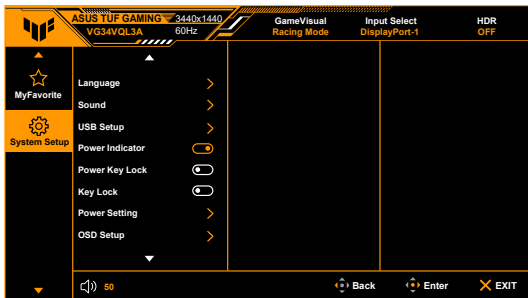 ASUS TUF GAMING
VG34VQL3A
3440x1440
60Hz
GameVisual
Racing Mode
Input Select
DisplayPort-1
HDR
OFF
MyFavorite
System Setup
Language
Sound
USB Setup
Power Indicator
Power Key Lock
Key Lock
Power Setting
OSD Setup
50
Back
Enter
EXIT